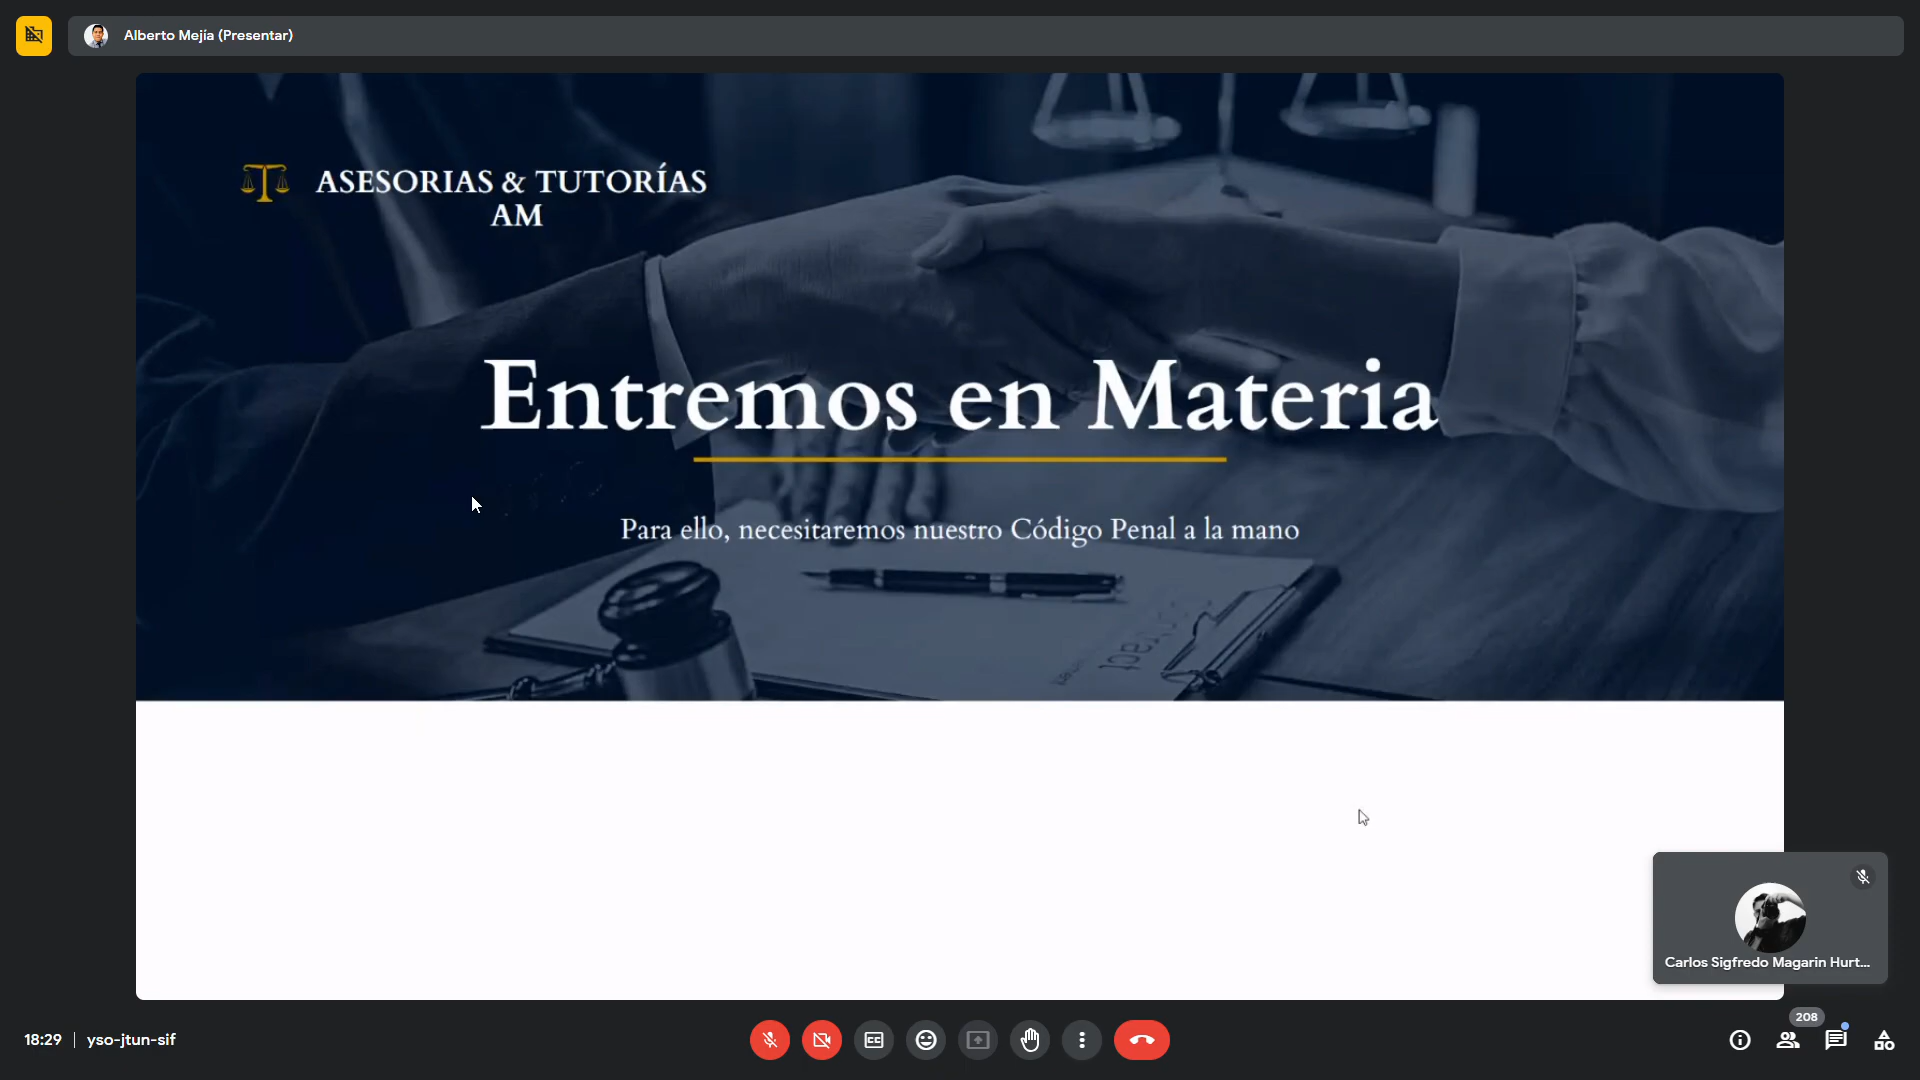 Alberto Mejía (Presentar)
ASESORIAS & TUTORÍAS
AM
Entremos en Materia
Para ello, necesitaremos nuestro Código Penal a la mano
Carlos Sigfredo Magarin Hurt...
208
18:29 | yso-jtun-sif